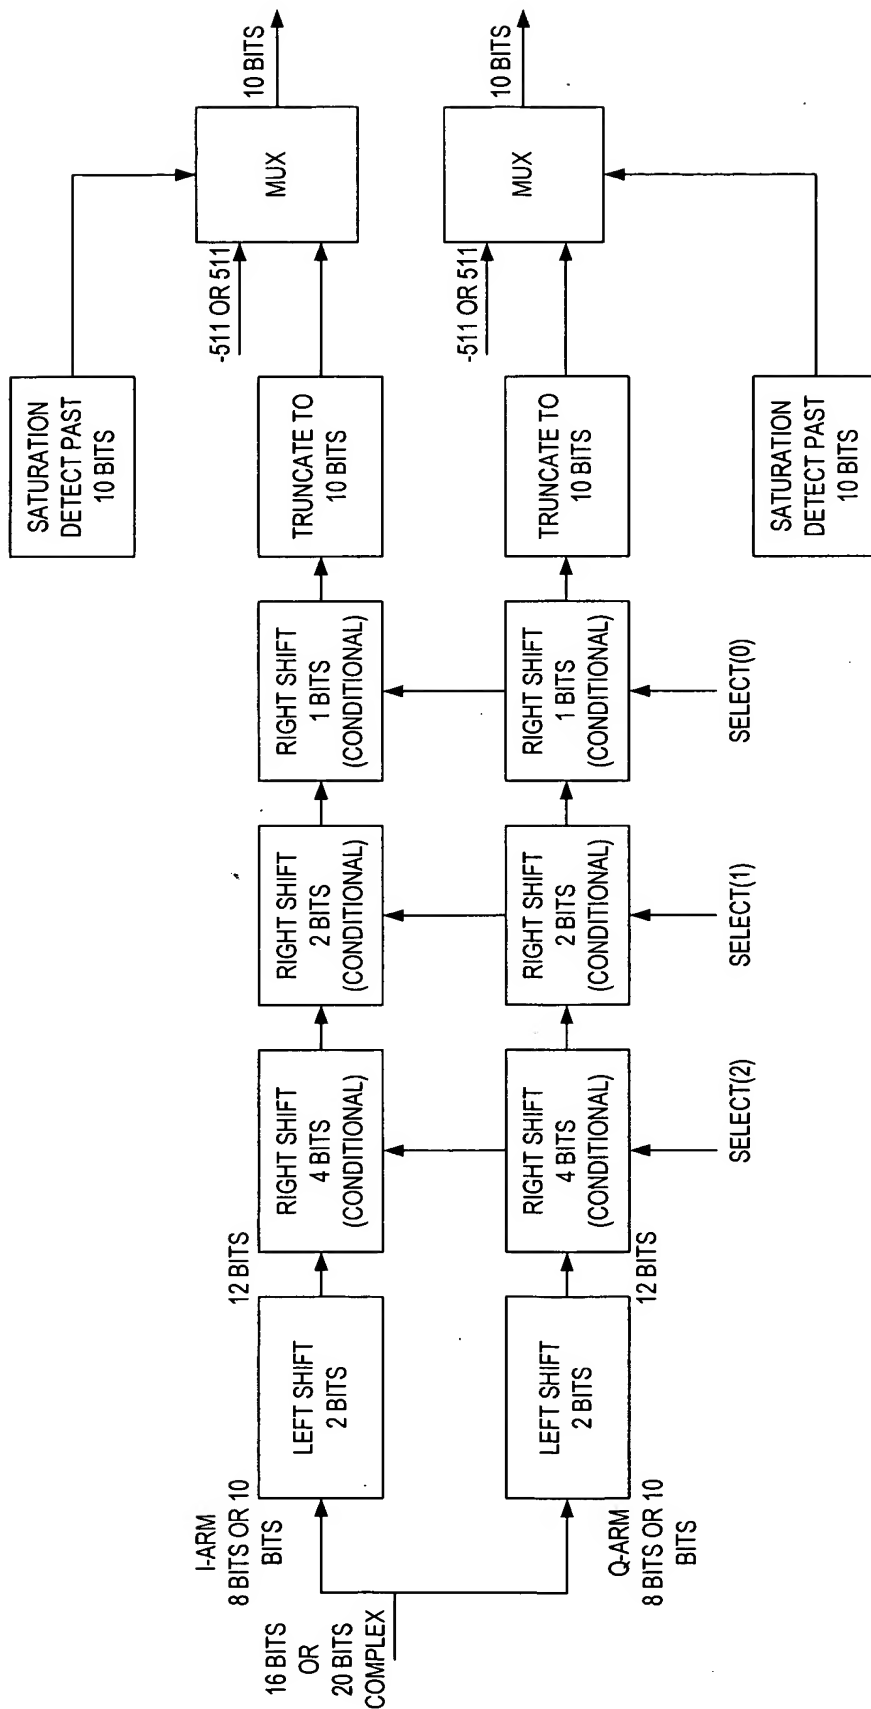 16 BITS
OR
20 BITS
COMPLEX
I-ARM
8 BITS OR 10
BITS
LEFT SHIFT
2 BITS
12 BITS
RIGHT SHIFT
4 BITS
(CONDITIONAL)
RIGHT SHIFT
2 BITS
(CONDITIONAL)
RIGHT SHIFT
1 BITS
(CONDITIONAL)
TRUNCATE TO
10 BITS
SATURATION
DETECT PAST
10 BITS
-511 OR 511
MUX
10 BITS
Q-ARM
8 BITS OR 10
BITS
LEFT SHIFT
2 BITS
12 BITS
RIGHT SHIFT
4 BITS
(CONDITIONAL)
RIGHT SHIFT
2 BITS
(CONDITIONAL)
RIGHT SHIFT
1 BITS
(CONDITIONAL)
TRUNCATE TO
10 BITS
-511 OR 511
MUX
10 BITS
SELECT(2)
SELECT(1)
SELECT(0)
SATURATION
DETECT PAST
10 BITS